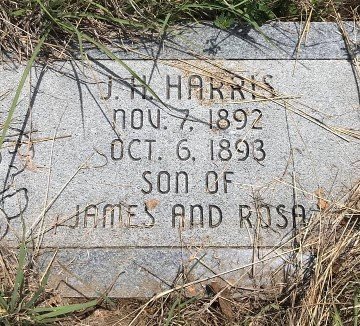 J. H. HARRIS
NOV. 7, 1892
OCT. 6, 1893
SON OF
JAMES AND ROSA